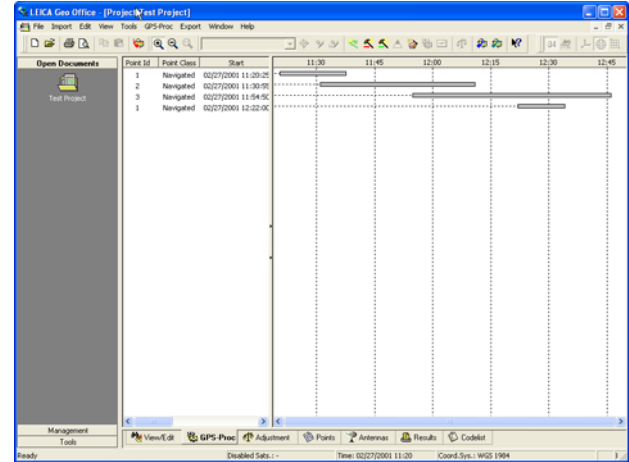 LEICA Geo Office - [Project:Test Project]
File Import Edit View Tools GPS-Proc Export Window Help
Open Documents
Test Project
Management
Tools
Point Id Point Class Start 11:30 11:45 12:00 12:15 12:30 12:45
1 Navigated 02/27/2001 11:20:25
2 Navigated 02/27/2001 11:30:55
3 Navigated 02/27/2001 11:54:50
1 Navigated 02/27/2001 12:22:00
View/Edit GPS-Proc Adjustment Points Antennas Results Codelist
Ready Disabled Sats.: - Time: 02/27/2001 11:20 Coord.Sys.: WGS 1984